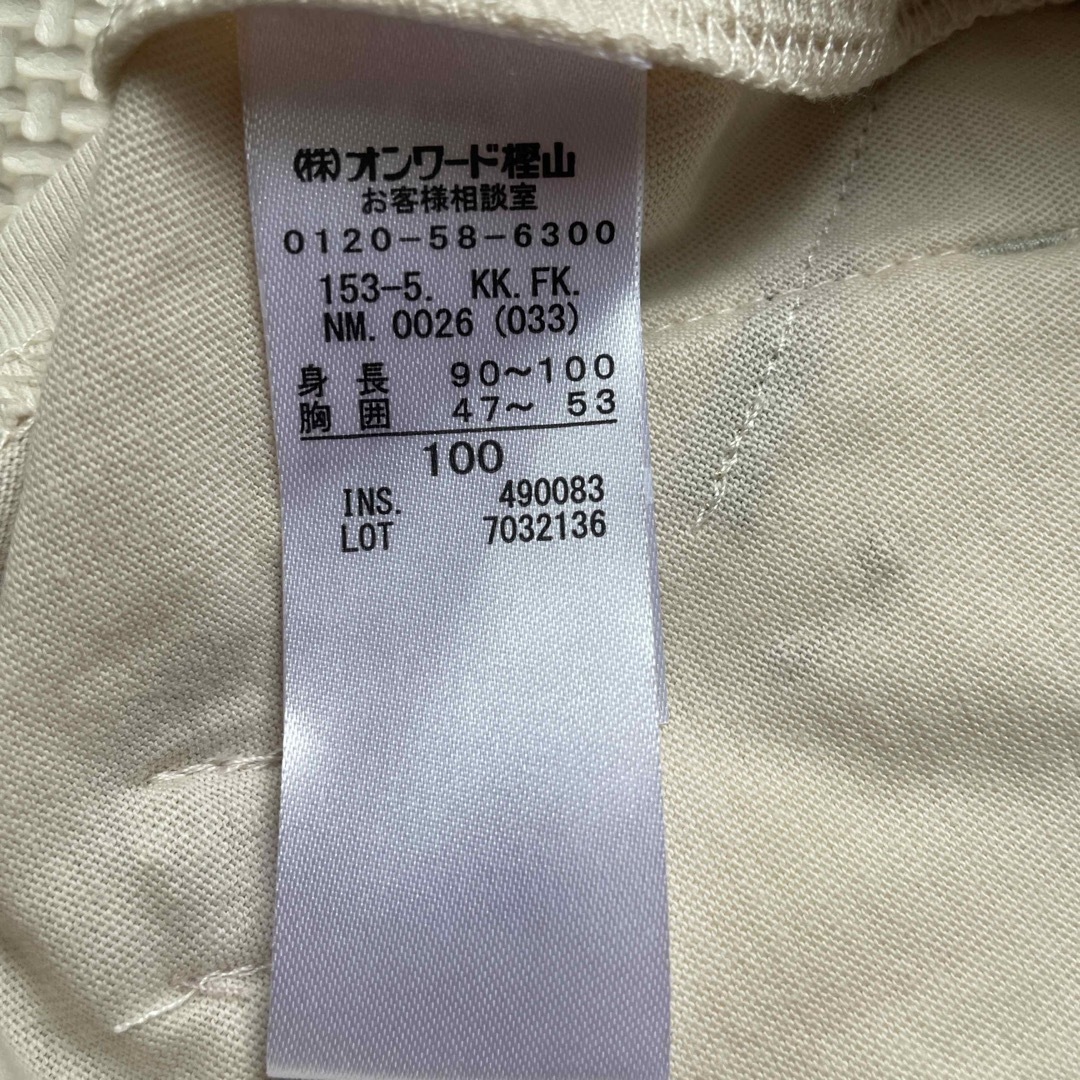 (株)オンワード樫山
お客様相談室
0120-58-6300
153-5. KK.FK.
NM. 0026 (033)
身長 90〜100
胸囲 47〜 53
100
INS. 490083
LOT 7032136